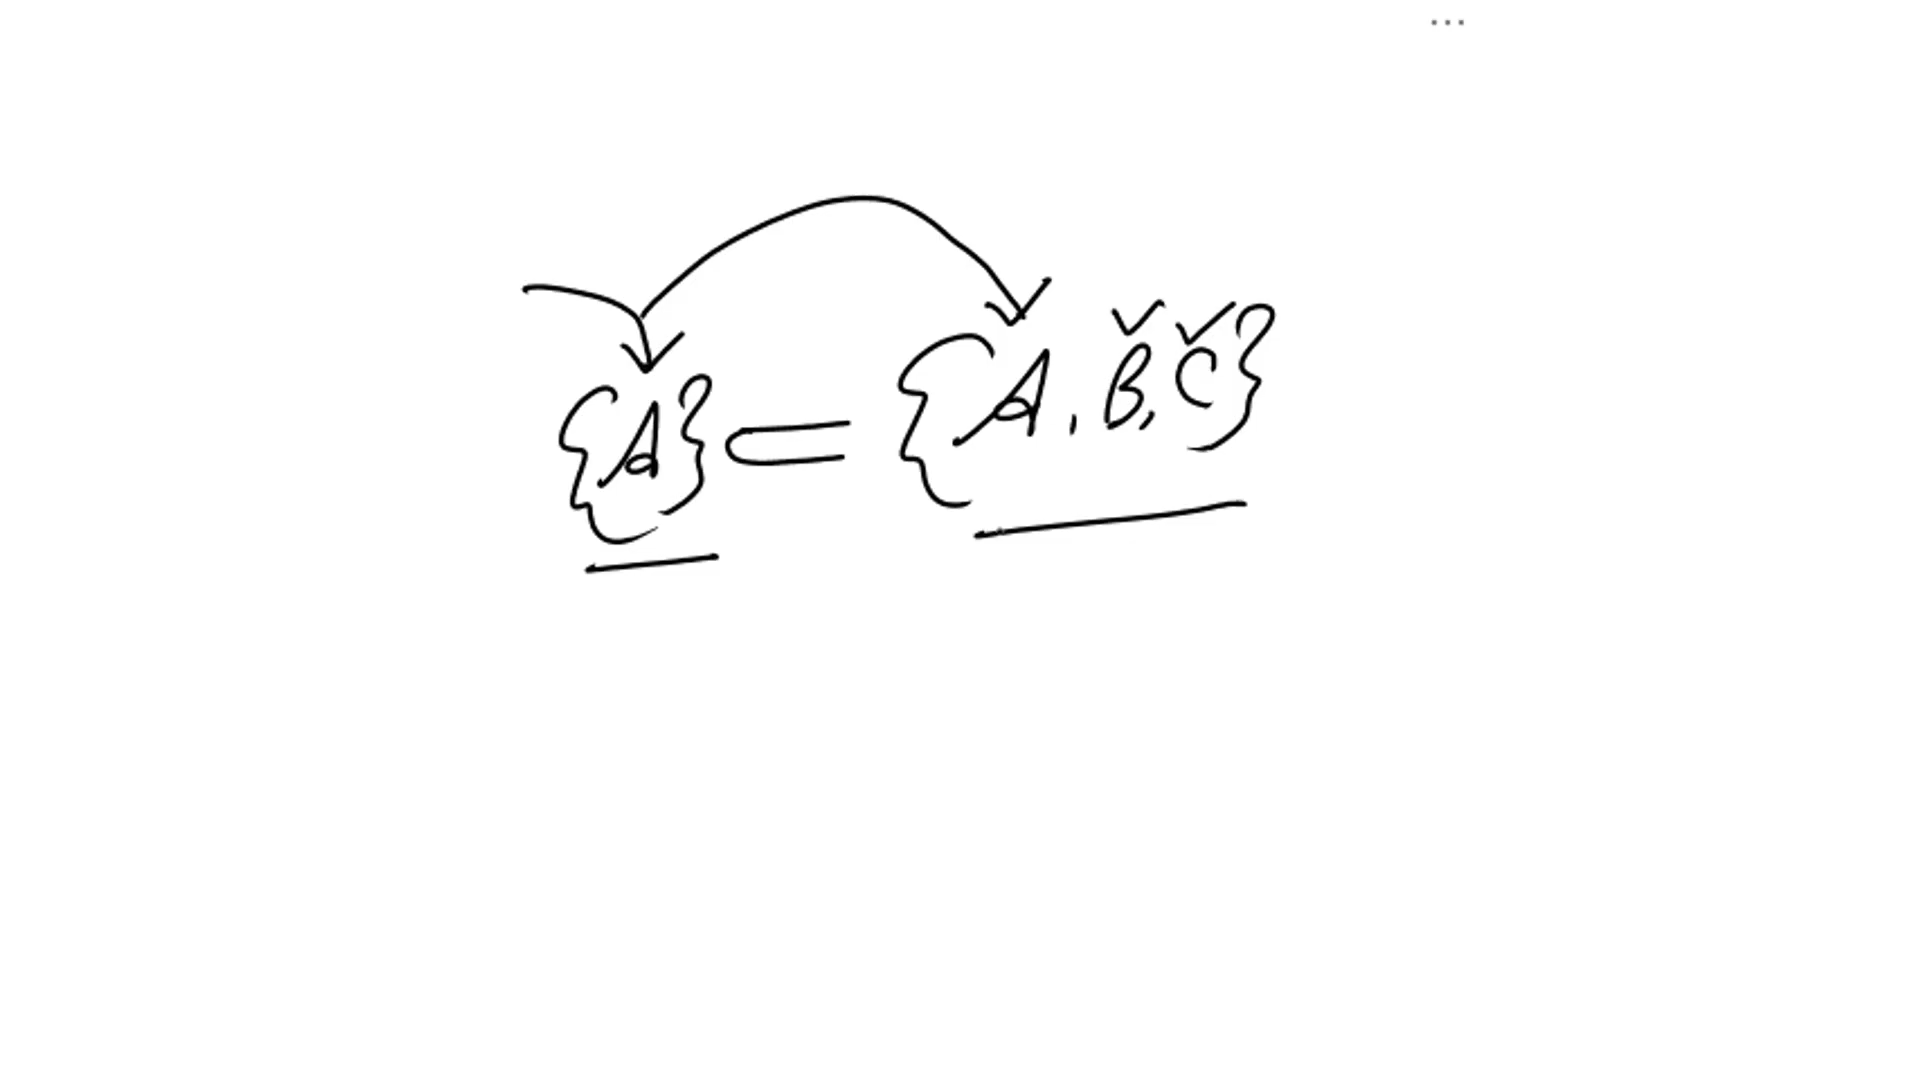 {A} ⊂ {A, B, C}